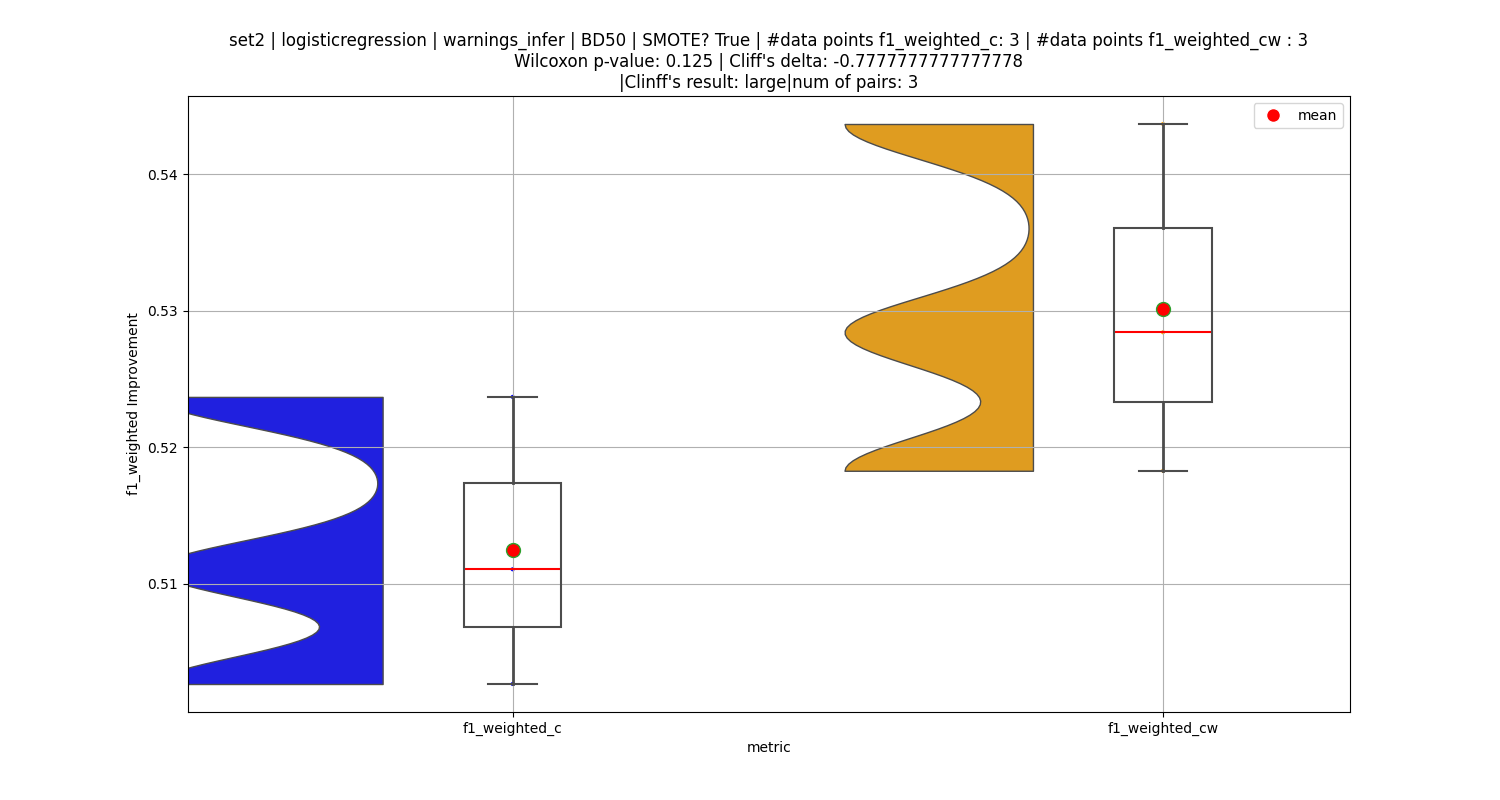 set2 | logisticregression | warnings_infer | BD50 | SMOTE? True | #data points f1_weighted_c: 3 | #data points f1_weighted_cw : 3
Wilcoxon p-value: 0.125 | Cliff's delta: -0.7777777777777778
|Clinff's result: large|num of pairs: 3
mean
0.54
0.53
0.52
0.51
f1_weighted Improvement
f1_weighted_c
f1_weighted_cw
metric